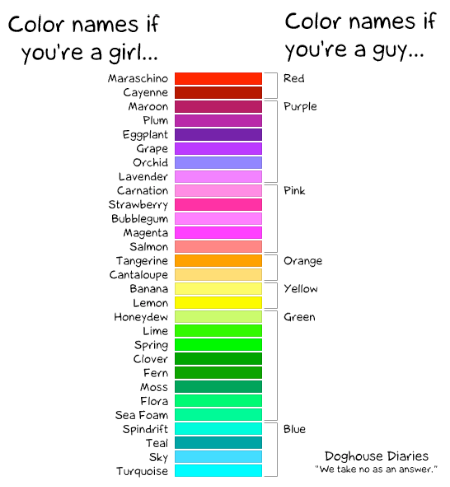 Color names if
you're a girl...
Color names if
you're a guy...
Maraschino
Red
Cayenne
Maroon
Purple
Plum
Eggplant
Grape
Orchid
Lavender
Carnation
Pink
Strawberry
Bubblegum
Magenta
Salmon
Tangerine
Orange
Cantaloupe
Banana
Yellow
Lemon
Honeydew
Green
Lime
Spring
Clover
Fern
Moss
Flora
Sea Foam
Spindrift
Blue
Teal
Sky
Turquoise
Doghouse Diaries
"We take no as an answer."